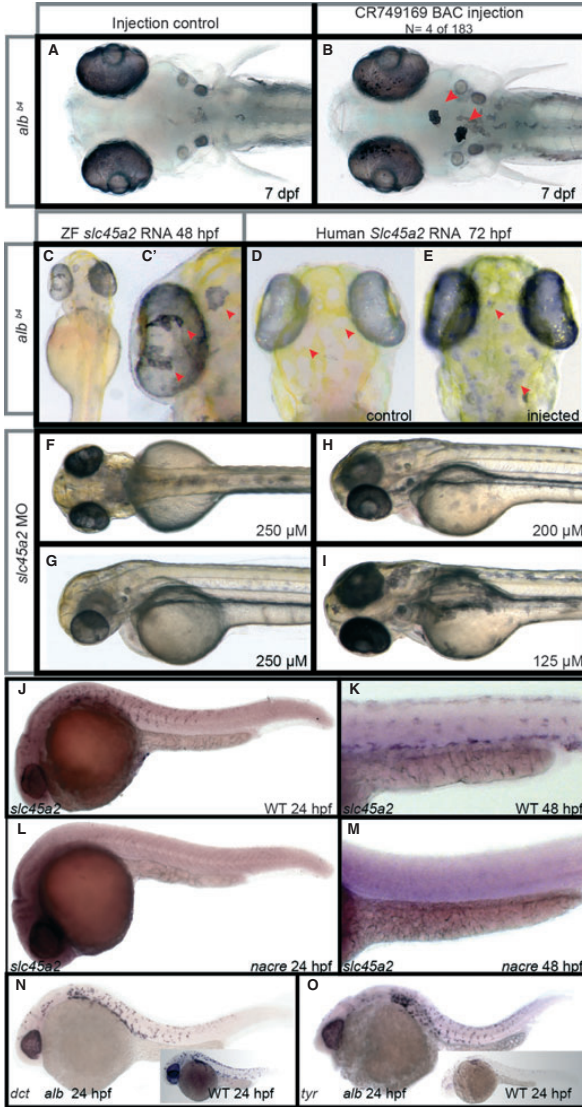 Injection control
CR749169 BAC injection
N= 4 of 183
alb b4
A
7 dpf
B
7 dpf
ZF slc45a2 RNA 48 hpf
Human Slc45a2 RNA 72 hpf
alb b4
C
C'
D
control
E
injected
slc45a2 MO
F
250 µM
H
200 µM
G
250 µM
I
125 µM
J
slc45a2
WT 24 hpf
K
slc45a2
WT 48 hpf
L
slc45a2
nacre 24 hpf
M
slc45a2
nacre 48 hpf
N
dct alb 24 hpf
WT 24 hpf
O
tyr alb 24 hpf
WT 24 hpf